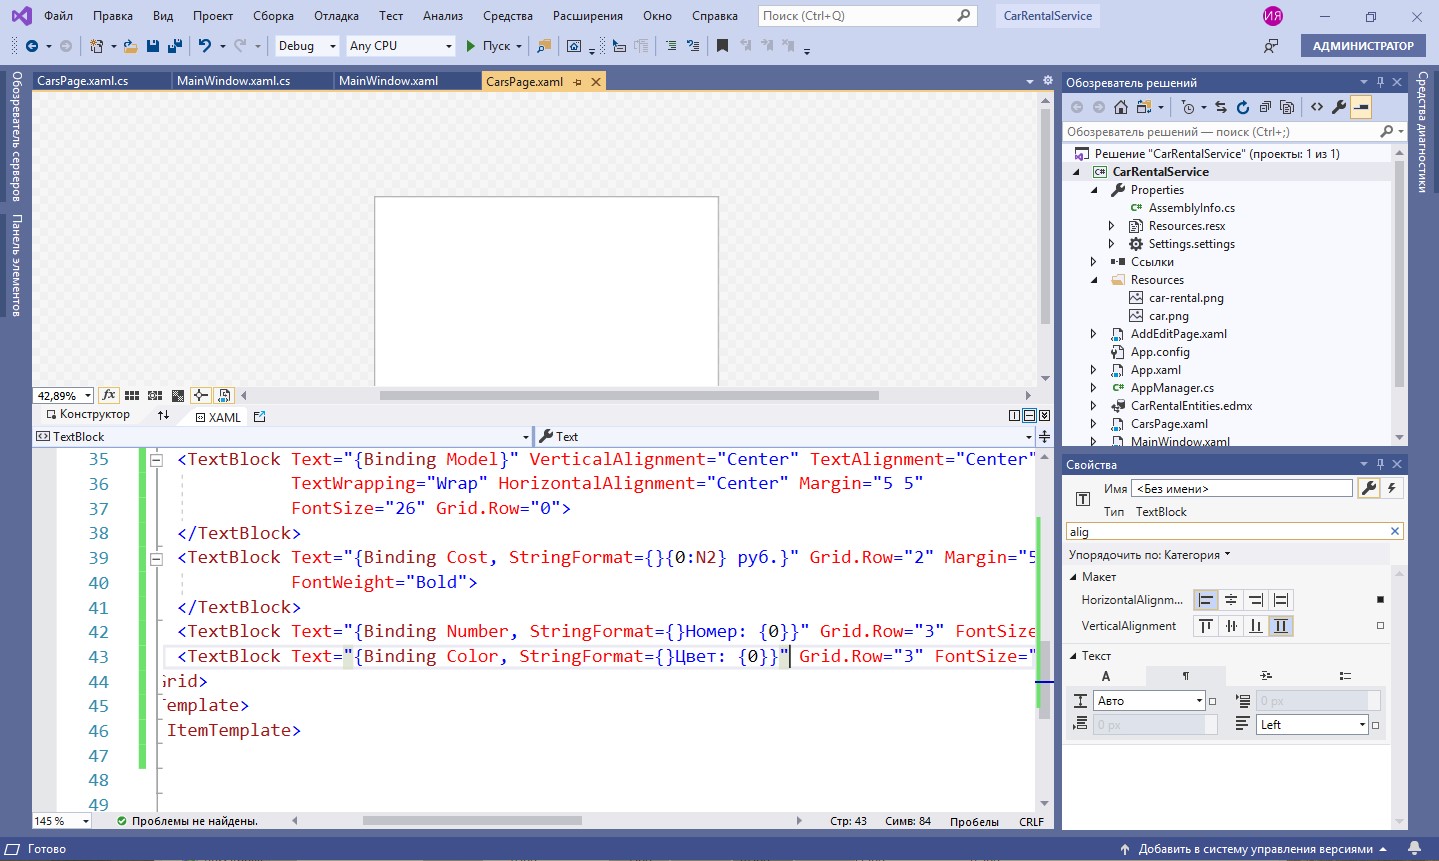 Файл Правка Вид Проект Сборка Отладка Тест Анализ Средства Расширения Окно Справка Поиск (Ctrl+Q) CarRentalService ИЯ
Debug Any CPU Пуск АДМИНИСТРАТОР
Обозреватель серверов
Панель элементов
CarsPage.xaml.cs MainWindow.xaml.cs MainWindow.xaml CarsPage.xaml
42,89% fx
Конструктор XAML
TextBlock Text
35 <TextBlock Text="{Binding Model}" VerticalAlignment="Center" TextAlignment="Center"
36 TextWrapping="Wrap" HorizontalAlignment="Center" Margin="5 5"
37 FontSize="26" Grid.Row="0">
38 </TextBlock>
39 <TextBlock Text="{Binding Cost, StringFormat={}{0:N2} руб.}" Grid.Row="2" Margin="5
40 FontWeight="Bold">
41 </TextBlock>
42 <TextBlock Text="{Binding Number, StringFormat={}Номер: {0}}" Grid.Row="3" FontSize
43 <TextBlock Text="{Binding Color, StringFormat={}Цвет: {0}}" Grid.Row="3" FontSize="
44 Grid>
45 emplate>
46 ItemTemplate>
47
48
49
145 % Проблемы не найдены. Стр: 43 Симв: 84 Пробелы CRLF
Обозреватель решений
Обозреватель решений — поиск (Ctrl+;)
Решение "CarRentalService" (проекты: 1 из 1)
C# CarRentalService
Properties
C# AssemblyInfo.cs
Resources.resx
Settings.settings
Ссылки
Resources
car-rental.png
car.png
AddEditPage.xaml
App.config
App.xaml
C# AppManager.cs
CarRentalEntities.edmx
CarsPage.xaml
MainWindow.xaml
Свойства
Имя <Без имени>
Тип TextBlock
alig
Упорядочить по: Категория
Макет
HorizontalAlignm...
VerticalAlignment
Текст
A ¶
Авто 0 px
0 px Left
Средства диагностики
Готово Добавить в систему управления версиями